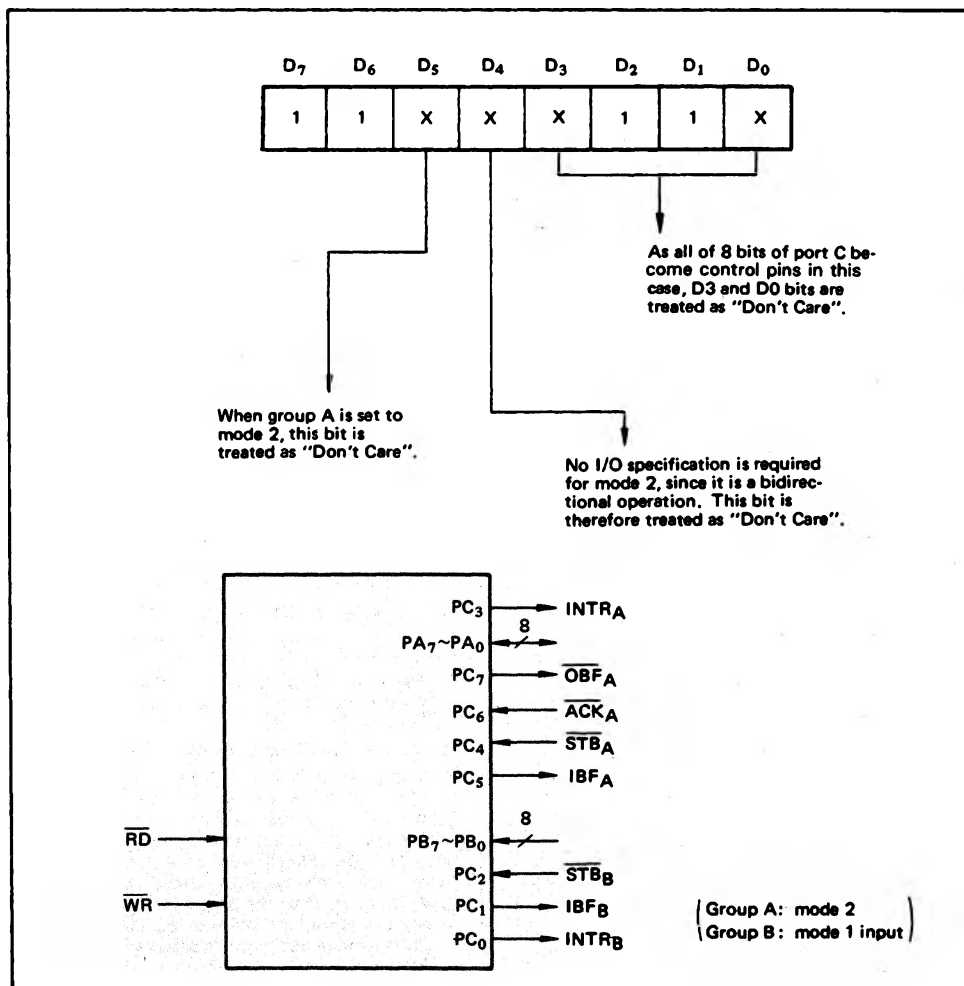 D7 D6 D5 D4 D3 D2 D1 D0
1 1 X X X 1 1 X
As all of 8 bits of port C be-
come control pins in this
case, D3 and D0 bits are
treated as "Don't Care".
When group A is set to
mode 2, this bit is
treated as "Don't Care".
No I/O specification is required
for mode 2, since it is a bidirec-
tional operation. This bit is
therefore treated as "Don't Care".
PC3 INTRA
8
PA7~PA0
PC7 OBFA
PC6 ACKA
PC4 STBA
PC5 IBFA
8
RD PB7~PB0
PC2 STBB
WR PC1 IBFB
PC0 INTRB
(Group A: mode 2
Group B: mode 1 input)